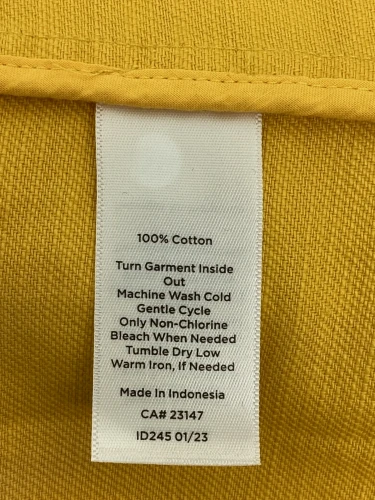 100% Cotton
Turn Garment Inside
Out
Machine Wash Cold
Gentle Cycle
Only Non-Chlorine
Bleach When Needed
Tumble Dry Low
Warm Iron, If Needed
Made in Indonesia
CA# 23147
ID245 01/23